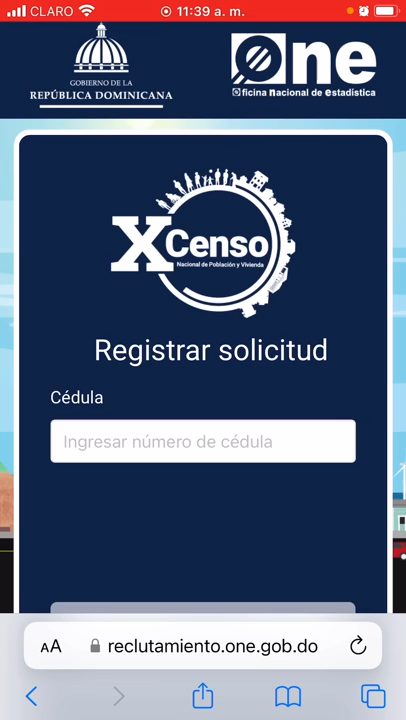 CLARO
11:39 a. m.
GOBIERNO DE LA
REPÚBLICA DOMINICANA
One
Oficina nacional de estadística
X Censo
Nacional de Población y Vivienda
Registrar solicitud
Cédula
Ingresar número de cédula
AA
reclutamiento.one.gob.do